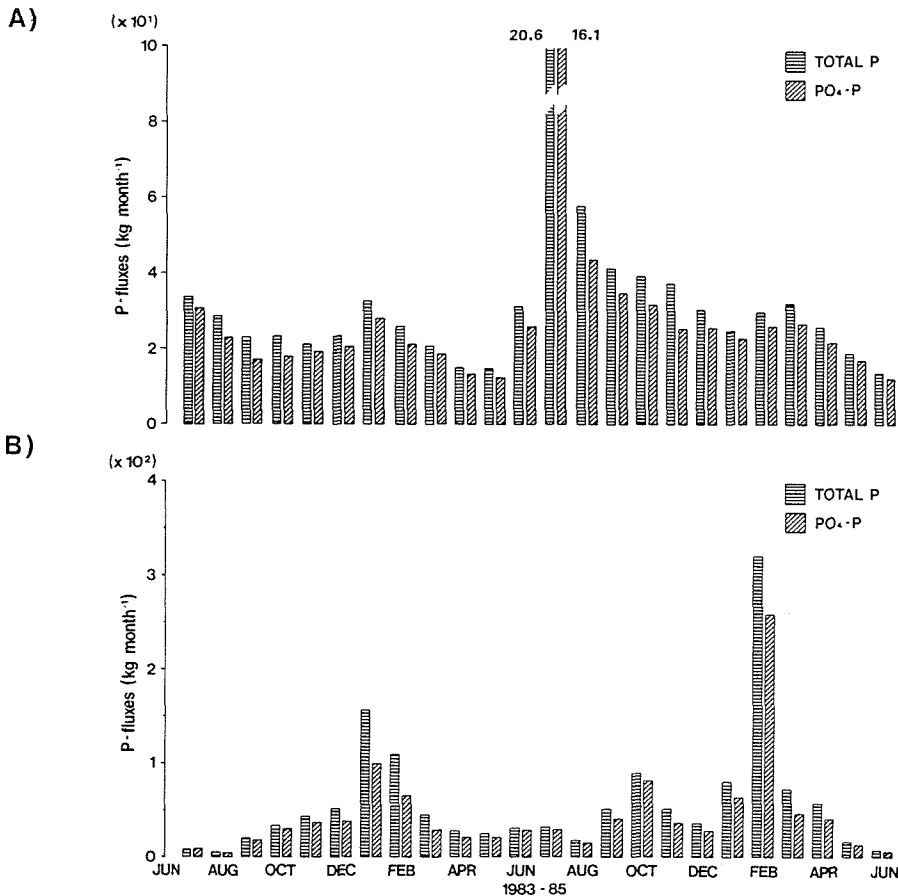 A)
(x 10¹)
20.6 16.1
10
8
6
4
2
0
P-fluxes (kg month⁻¹)
TOTAL P
PO₄-P
B)
(x 10²)
4
3
2
1
0
P-fluxes (kg month⁻¹)
TOTAL P
PO₄-P
JUN AUG OCT DEC FEB APR JUN AUG OCT DEC FEB APR JUN
1983-85